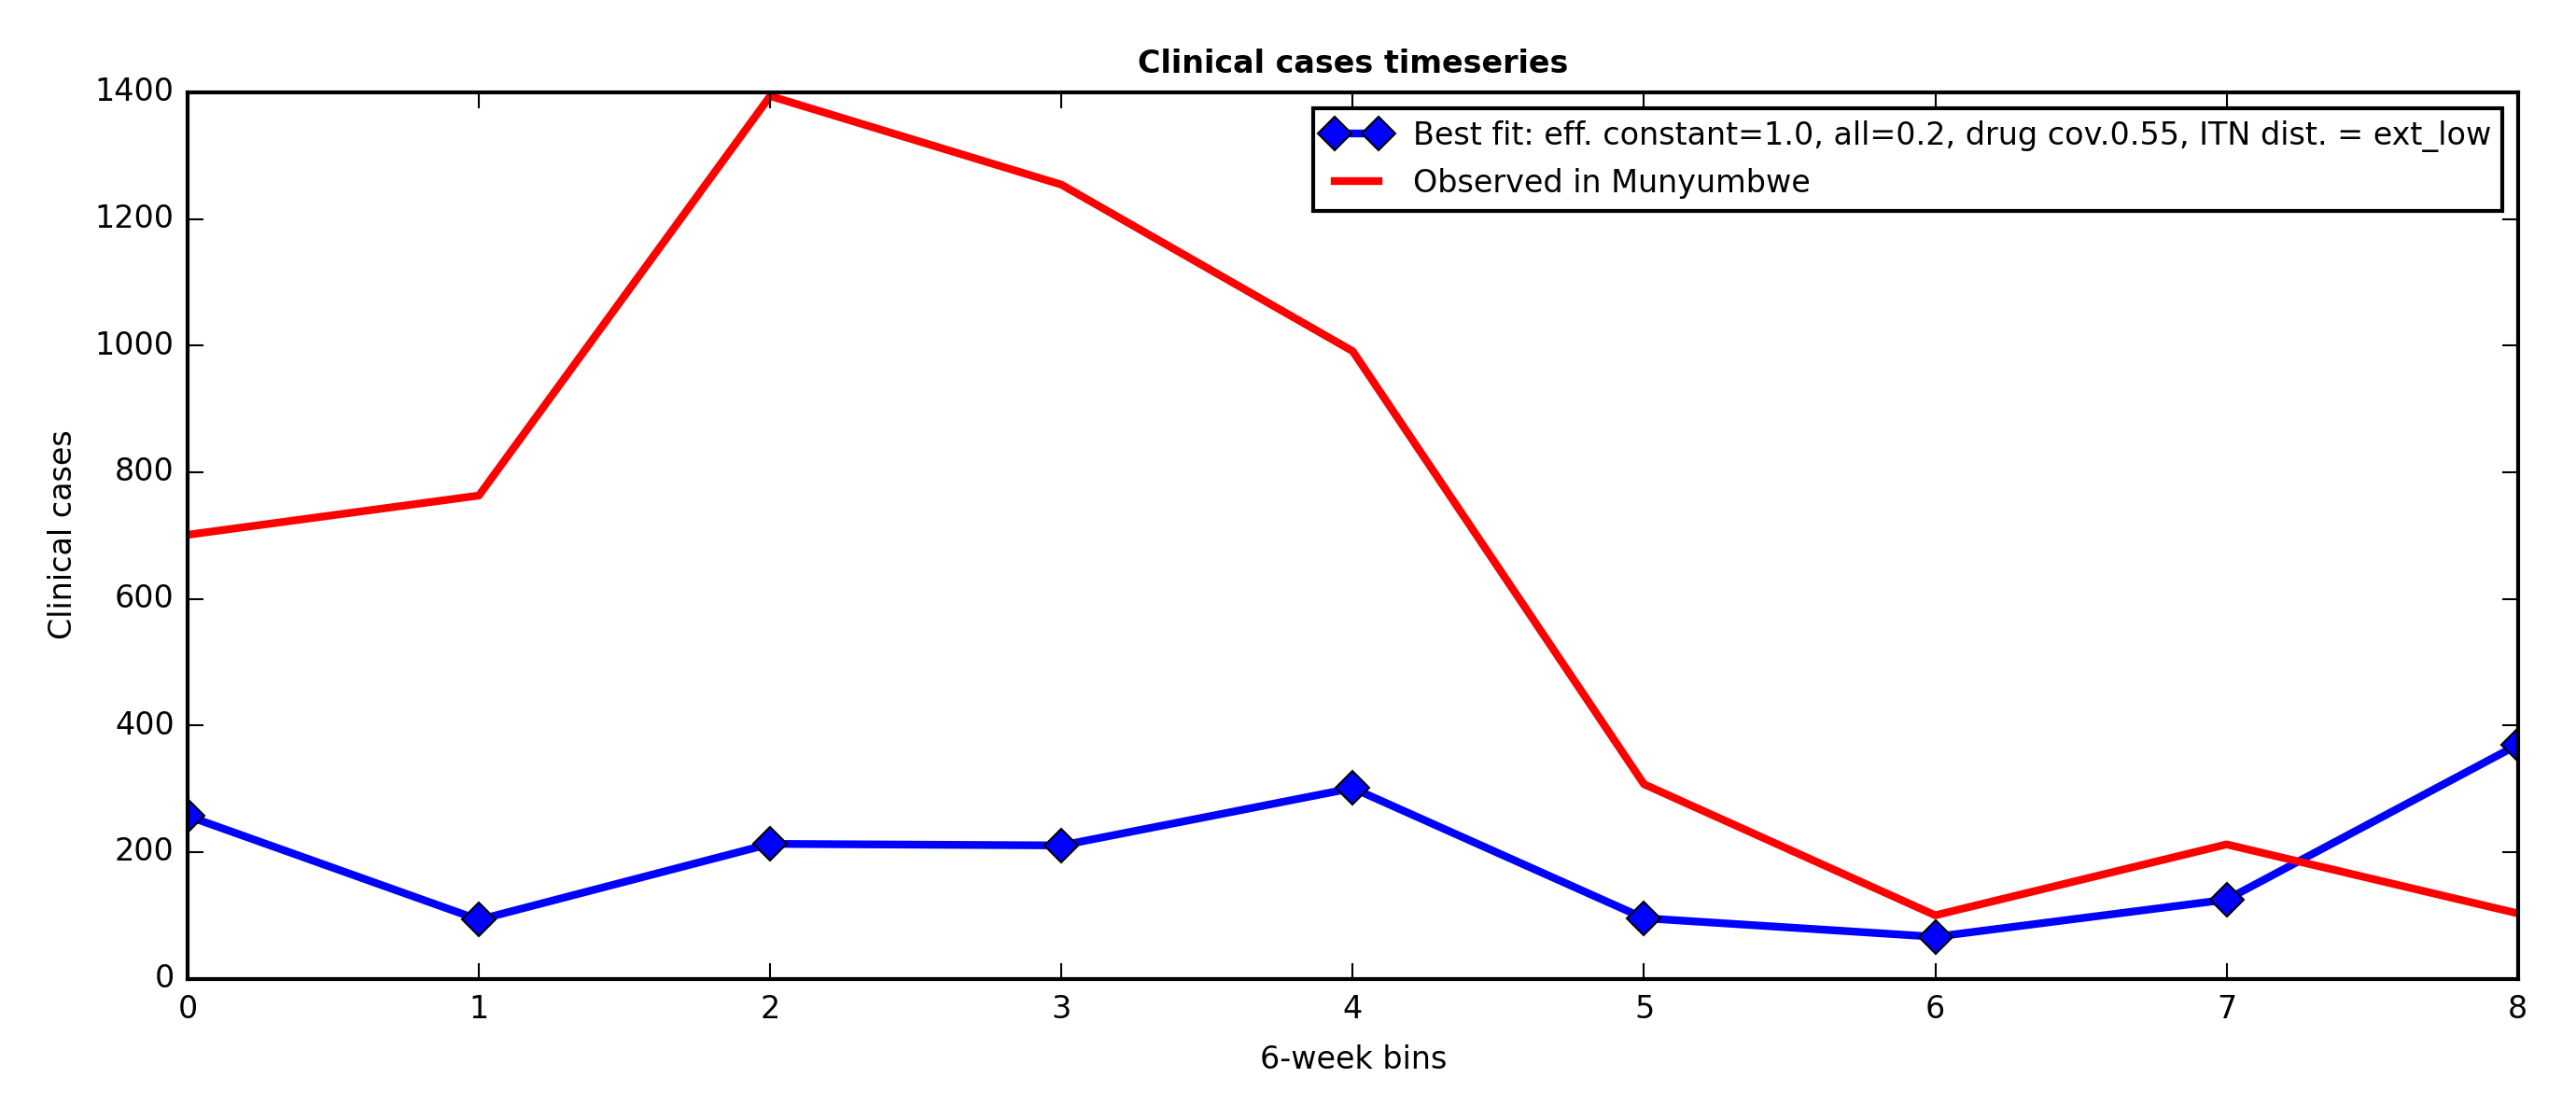 Clinical cases timeseries
Best fit: eff. constant=1.0, all=0.2, drug cov.0.55, ITN dist. = ext_low
Observed in Munyumbwe
Clinical cases
1400
1200
1000
800
600
400
200
0
0 1 2 3 4 5 6 7 8
6-week bins